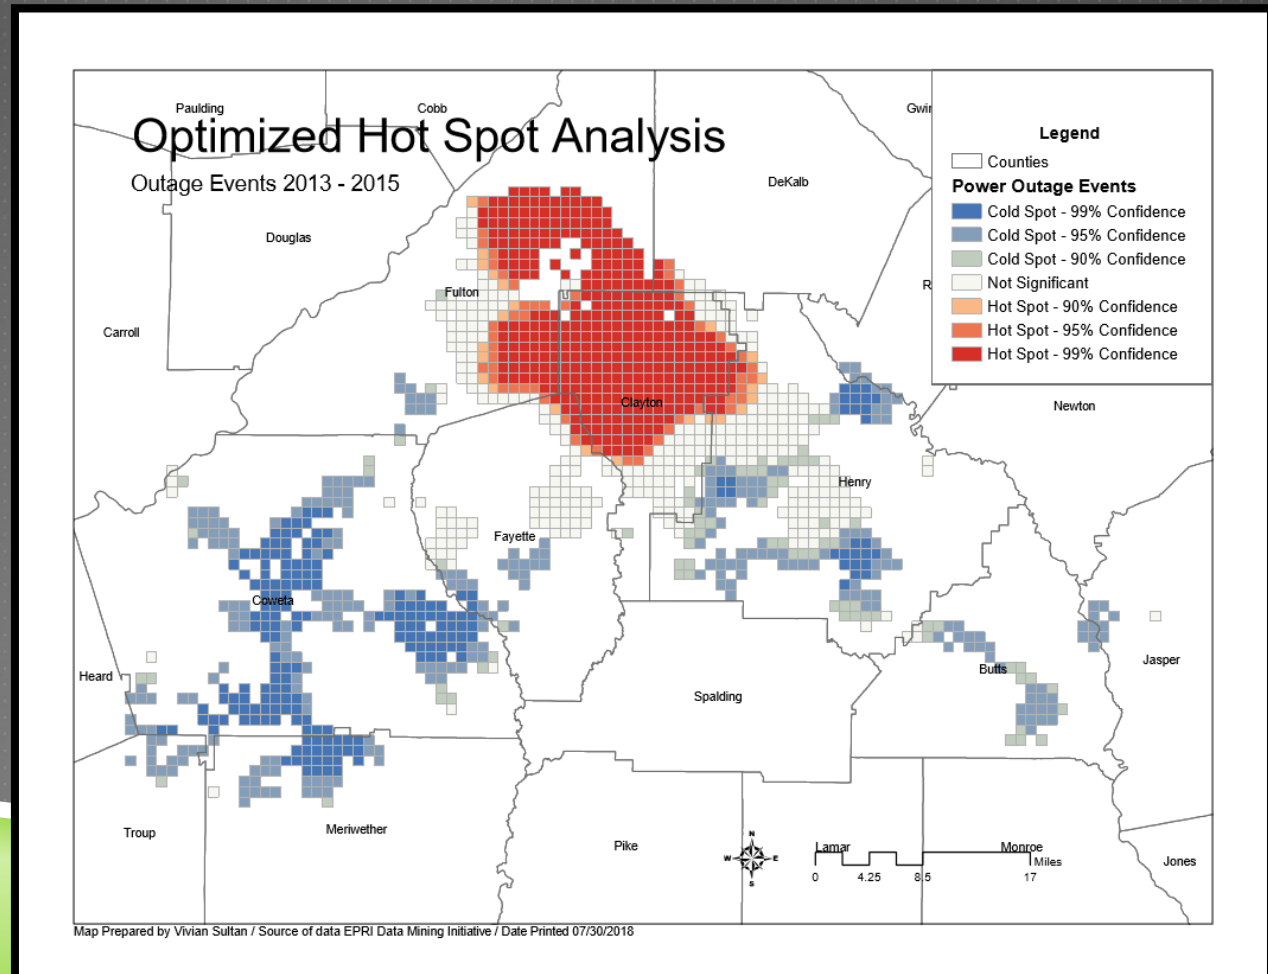 Paulding
Cobb
Gwir
Optimized Hot Spot Analysis
Outage Events 2013 - 2015
DeKalb
Douglas
Fulton
R
Carroll
Legend
Counties
Power Outage Events
Cold Spot - 99% Confidence
Cold Spot - 95% Confidence
Cold Spot - 90% Confidence
Not Significant
Hot Spot - 90% Confidence
Hot Spot - 95% Confidence
Hot Spot - 99% Confidence
Clayton
Newton
Henry
Fayette
Coweta
Heard
Butts
Jasper
Spalding
Troup
Meriwether
Pike
Lamar
Monroe
Jones
N
W E
S
Miles
0 4.25 8.5 17
Map Prepared by Vivian Sultan / Source of data EPRI Data Mining Initiative / Date Printed 07/30/2018